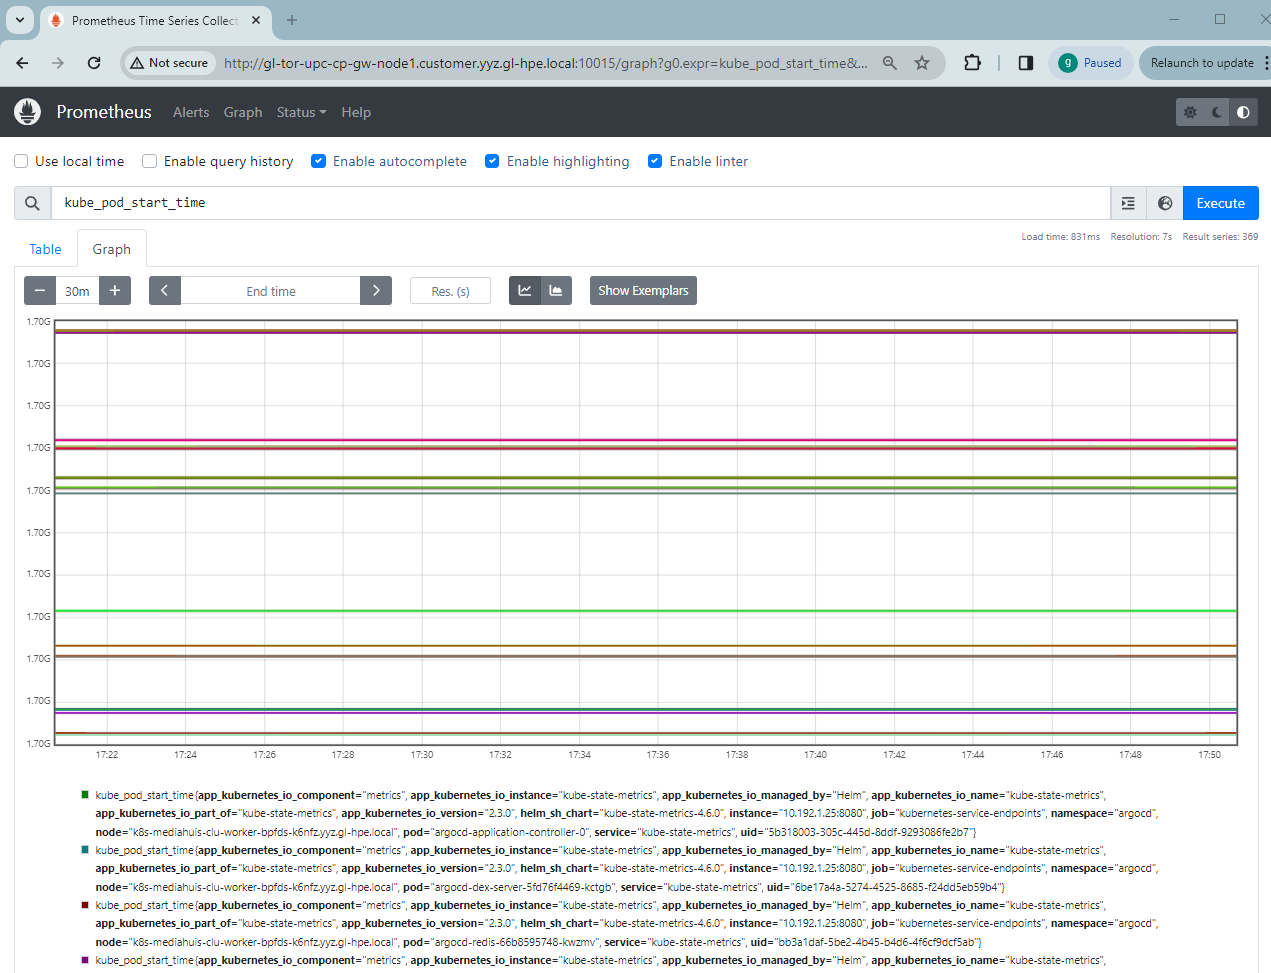 Prometheus Time Series Collect
Not secure
http://gl-tor-upc-cp-gw-node1.customer.yyz.gl-hpe.local:10015/graph?g0.expr=kube_pod_start_time&...
g Paused
Relaunch to update
Prometheus Alerts Graph Status Help
Use local time Enable query history Enable autocomplete Enable highlighting Enable linter
kube_pod_start_time
Execute
Load time: 831ms Resolution: 7s Result series: 369
Table Graph
30m End time Res. (s) Show Exemplars
1.70G
1.70G
1.70G
1.70G
1.70G
1.70G
1.70G
1.70G
1.70G
1.70G
1.70G
17:22 17:24 17:26 17:28 17:30 17:32 17:34 17:36 17:38 17:40 17:42 17:44 17:46 17:48 17:50
kube_pod_start_time{app_kubernetes_io_component="metrics", app_kubernetes_io_instance="kube-state-metrics", app_kubernetes_io_managed_by="Helm", app_kubernetes_io_name="kube-state-metrics",
app_kubernetes_io_part_of="kube-state-metrics", app_kubernetes_io_version="2.3.0", helm_sh_chart="kube-state-metrics-4.6.0", instance="10.192.1.25:8080", job="kubernetes-service-endpoints", namespace="argocd",
node="k8s-mediahuis-clu-worker-bpfds-k6nfz.yyz.gl-hpe.local", pod="argocd-application-controller-0", service="kube-state-metrics", uid="5b318003-305c-445d-8ddf-9293086fe2b7"}
kube_pod_start_time{app_kubernetes_io_component="metrics", app_kubernetes_io_instance="kube-state-metrics", app_kubernetes_io_managed_by="Helm", app_kubernetes_io_name="kube-state-metrics",
app_kubernetes_io_part_of="kube-state-metrics", app_kubernetes_io_version="2.3.0", helm_sh_chart="kube-state-metrics-4.6.0", instance="10.192.1.25:8080", job="kubernetes-service-endpoints", namespace="argocd",
node="k8s-mediahuis-clu-worker-bpfds-k6nfz.yyz.gl-hpe.local", pod="argocd-dex-server-5fd76f4469-kctgb", service="kube-state-metrics", uid="6be17a4a-5274-4525-8685-f24dd5eb59b4"}
kube_pod_start_time{app_kubernetes_io_component="metrics", app_kubernetes_io_instance="kube-state-metrics", app_kubernetes_io_managed_by="Helm", app_kubernetes_io_name="kube-state-metrics",
app_kubernetes_io_part_of="kube-state-metrics", app_kubernetes_io_version="2.3.0", helm_sh_chart="kube-state-metrics-4.6.0", instance="10.192.1.25:8080", job="kubernetes-service-endpoints", namespace="argocd",
node="k8s-mediahuis-clu-worker-bpfds-k6nfz.yyz.gl-hpe.local", pod="argocd-redis-66b8595748-kwzmv", service="kube-state-metrics", uid="bb3a1daf-5be2-4b45-b4d6-4f6cf9dcf5ab"}
kube_pod_start_time{app_kubernetes_io_component="metrics", app_kubernetes_io_instance="kube-state-metrics", app_kubernetes_io_managed_by="Helm", app_kubernetes_io_name="kube-state-metrics",